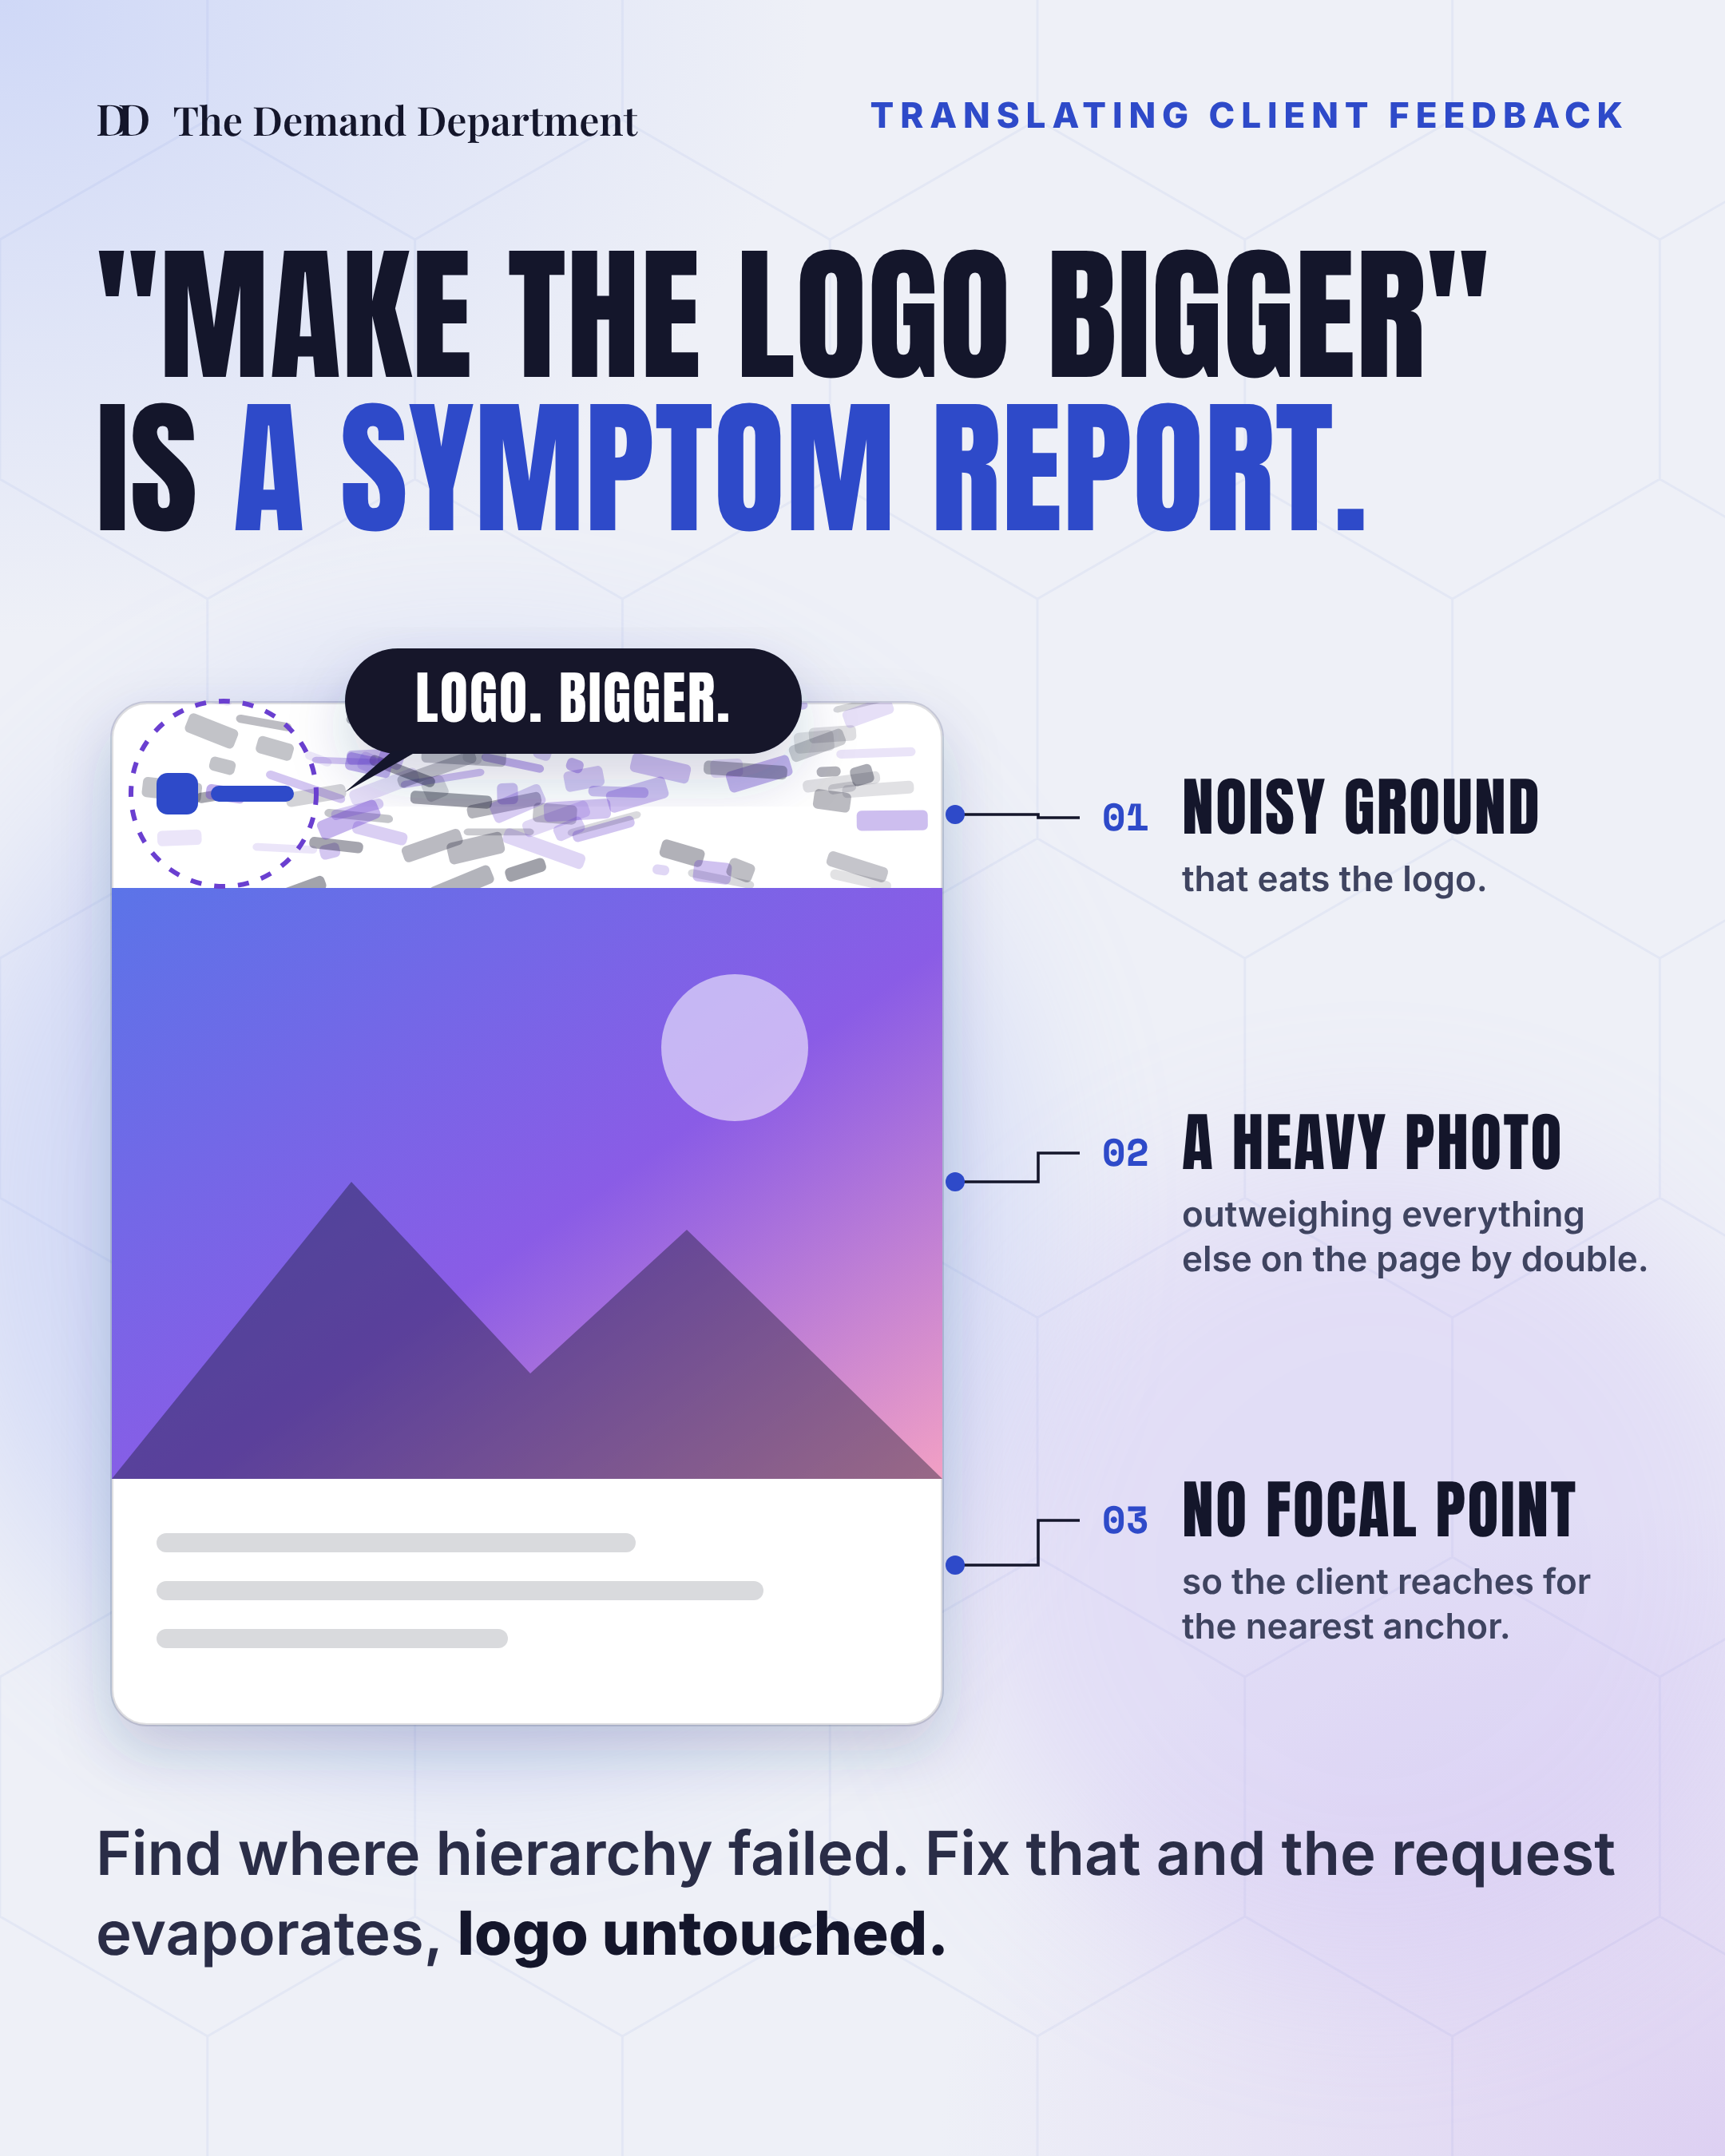 DD The Demand Department
TRANSLATING CLIENT FEEDBACK
"MAKE THE LOGO BIGGER"
IS A SYMPTOM REPORT.
LOGO. BIGGER.
01 NOISY GROUND
that eats the logo.
02 A HEAVY PHOTO
outweighing everything
else on the page by double.
03 NO FOCAL POINT
so the client reaches for
the nearest anchor.
Find where hierarchy failed. Fix that and the request
evaporates, logo untouched.